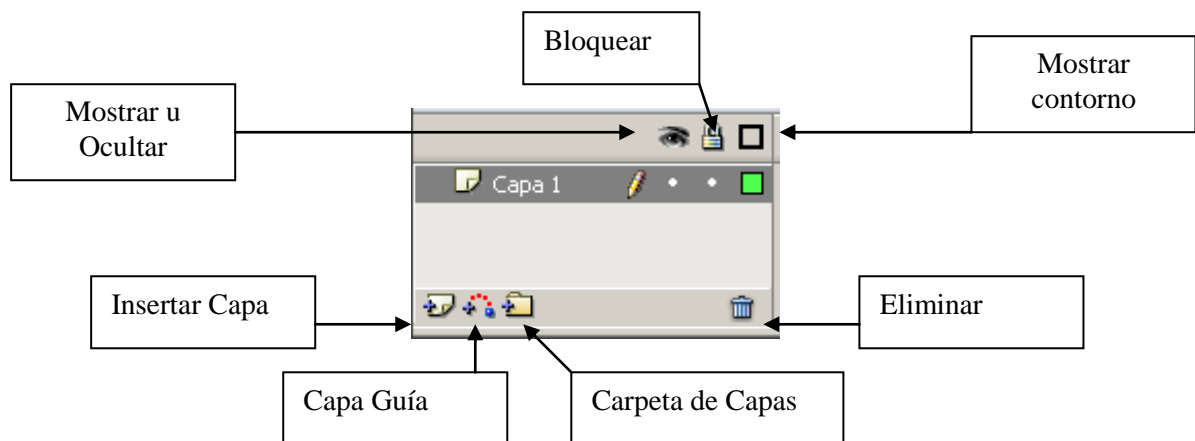 Bloquear
Mostrar
contorno
Mostrar u
Ocultar
Capa 1
Insertar Capa
Eliminar
Capa Guía
Carpeta de Capas